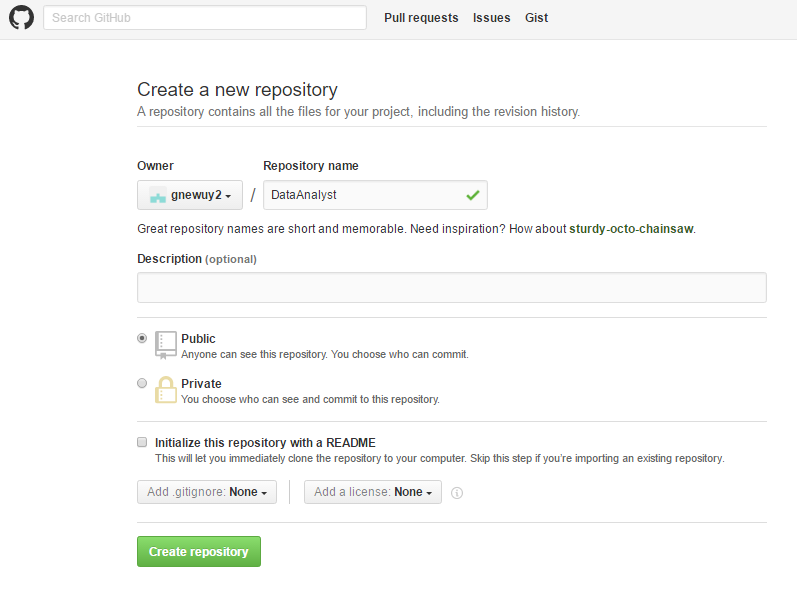 Search GitHub Pull requests Issues Gist
Create a new repository
A repository contains all the files for your project, including the revision history.
Owner Repository name
gnewuy2 / DataAnalyst
Great repository names are short and memorable. Need inspiration? How about sturdy-octo-chainsaw.
Description (optional)
Public
Anyone can see this repository. You choose who can commit.
Private
You choose who can see and commit to this repository.
Initialize this repository with a README
This will let you immediately clone the repository to your computer. Skip this step if you're importing an existing repository.
Add .gitignore: None Add a license: None
Create repository